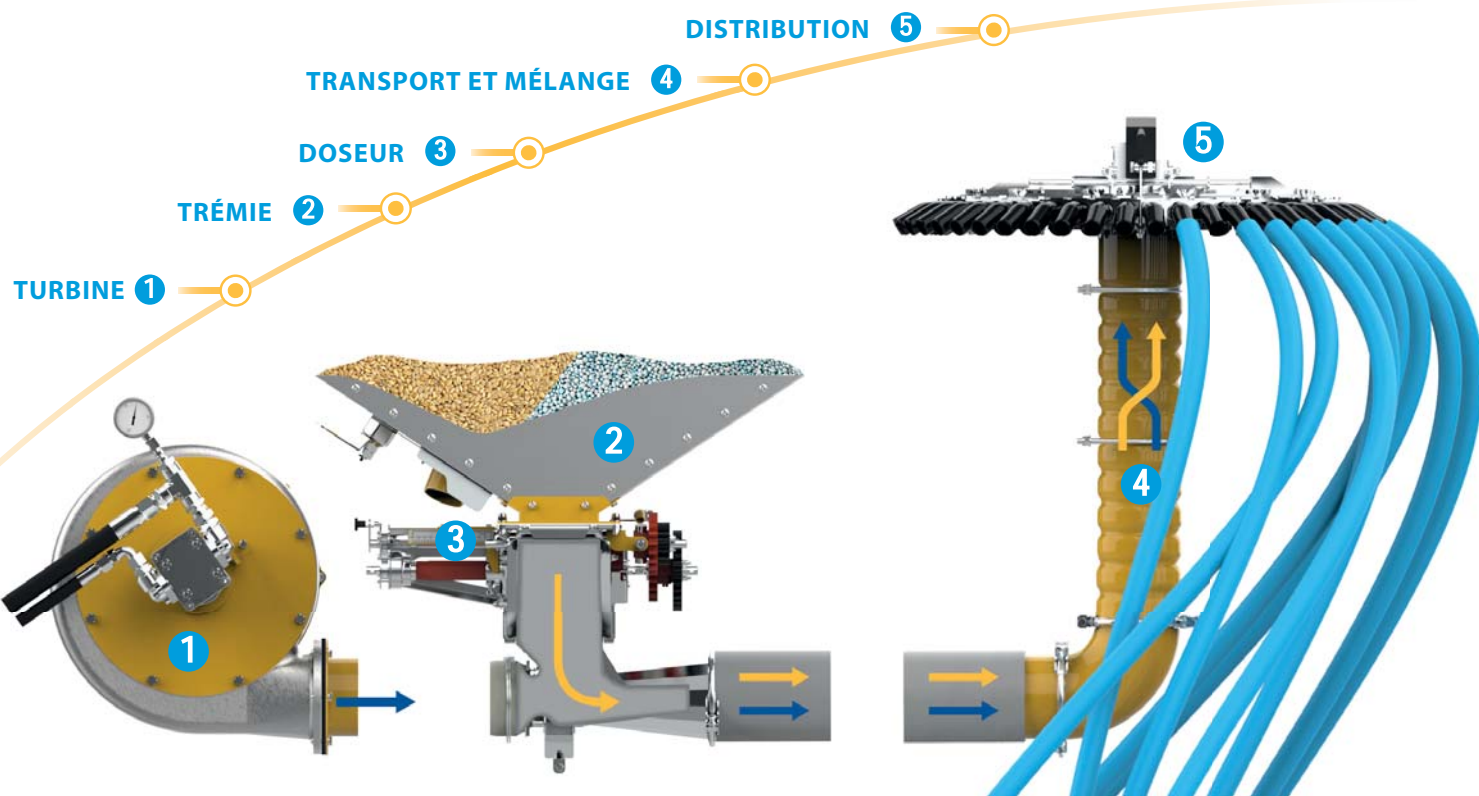 DISTRIBUTION 5
TRANSPORT ET MÉLANGE 4
DOSEUR 3
TRÉMIE 2
TURBINE 1
5
2
4
3
1